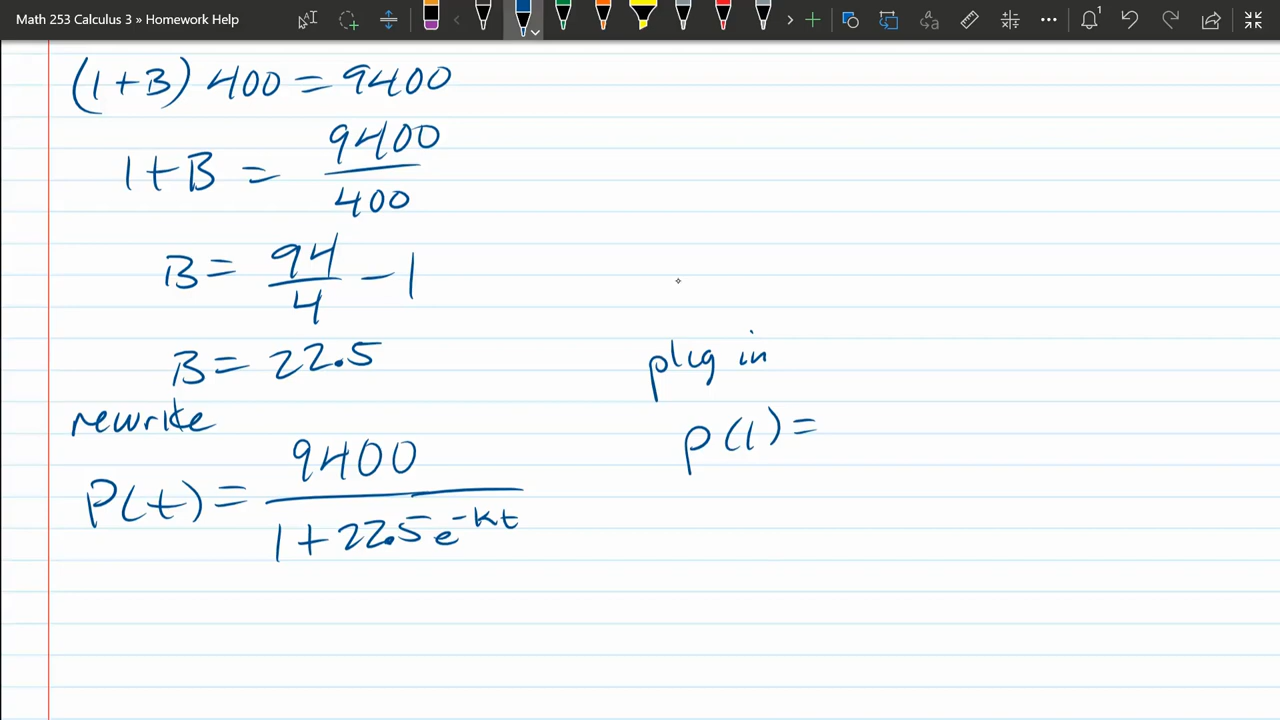 Math 253 Calculus 3 » Homework Help
(1+B) 400 = 9400
1+B = 9400/400
B = 94/4 - 1
B = 22.5
rewrite
P(t) = 9400/(1+22.5e^-kt)
plug in
P(1) =